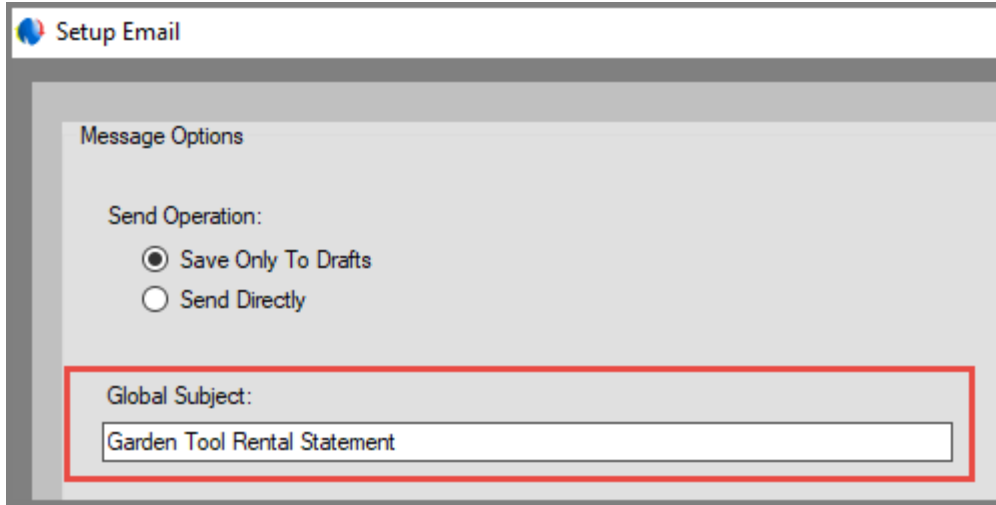 Setup Email
Message Options
Send Operation:
Save Only To Drafts
Send Directly
Global Subject:
Garden Tool Rental Statement